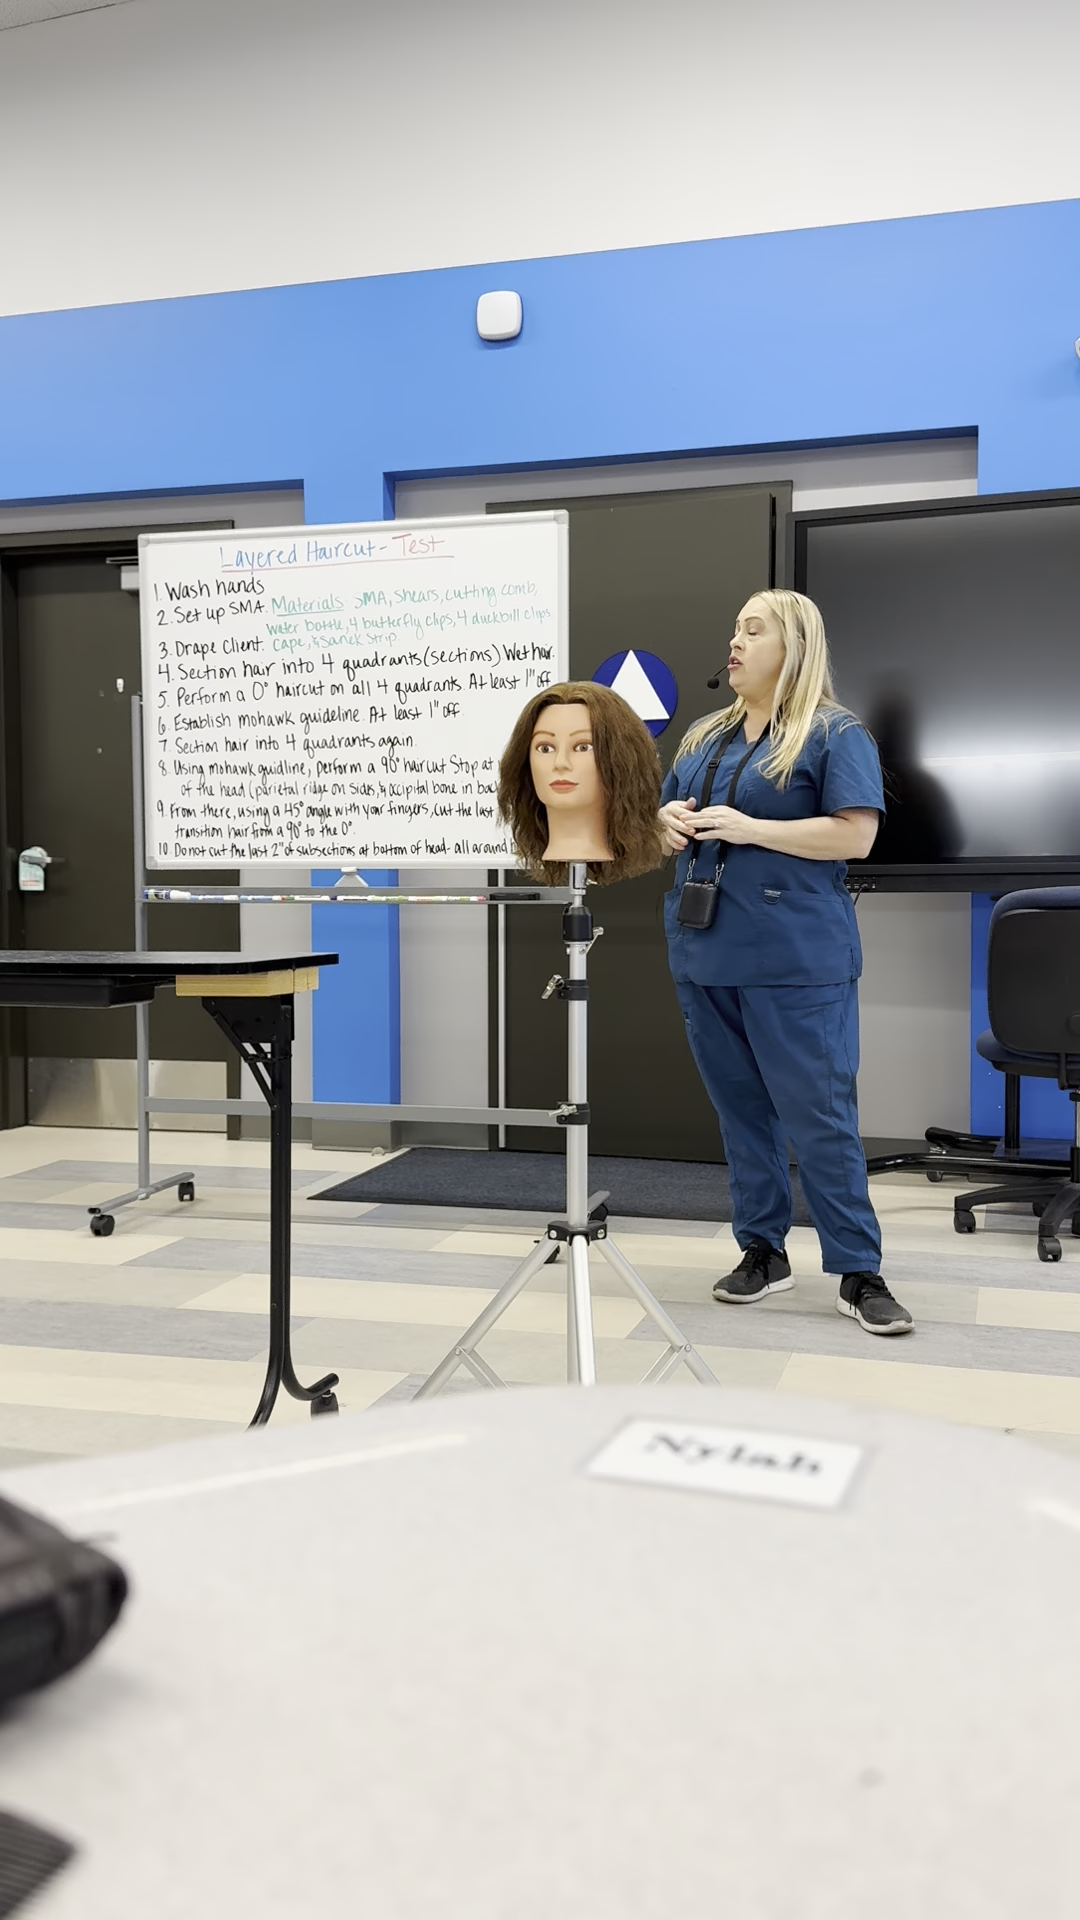 Layered Haircut - Test
1. Wash hands
2. Set up SMA. Materials SMA, shears, cutting comb,
water bottle, 4 butterfly clips, 4 duckbill clips
3. Drape Client. cape, & Sanek strip
4. Section hair into 4 quadrants (sections) Wet hair.
5. Perform a 0° haircut on all 4 quadrants. At least 1" off
6. Establish mohawk guideline. At least 1" off.
7. Section hair into 4 quadrants again.
8. Using mohawk guidline, perform a 90° haircut Stop at
of the head (parietal ridge on sides, & occipital bone in back
9. From there, using a 45° angle with your fingers, cut the last
transition hair from a 90° to the 0°.
10. Do not cut the last 2" of subsections at bottom of head - all around
Nylah